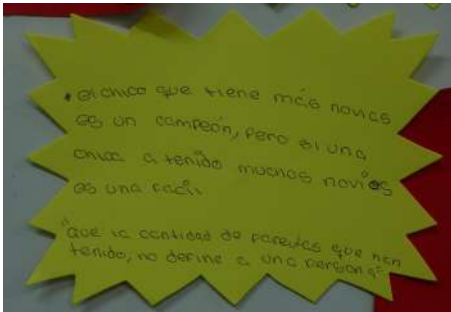 • el chico que tiene más novias
es un campeón, pero si una
chica a tenido muchos novios
es una facil.
"que la cantidad de parejas que han
tenido, no define a una persona"